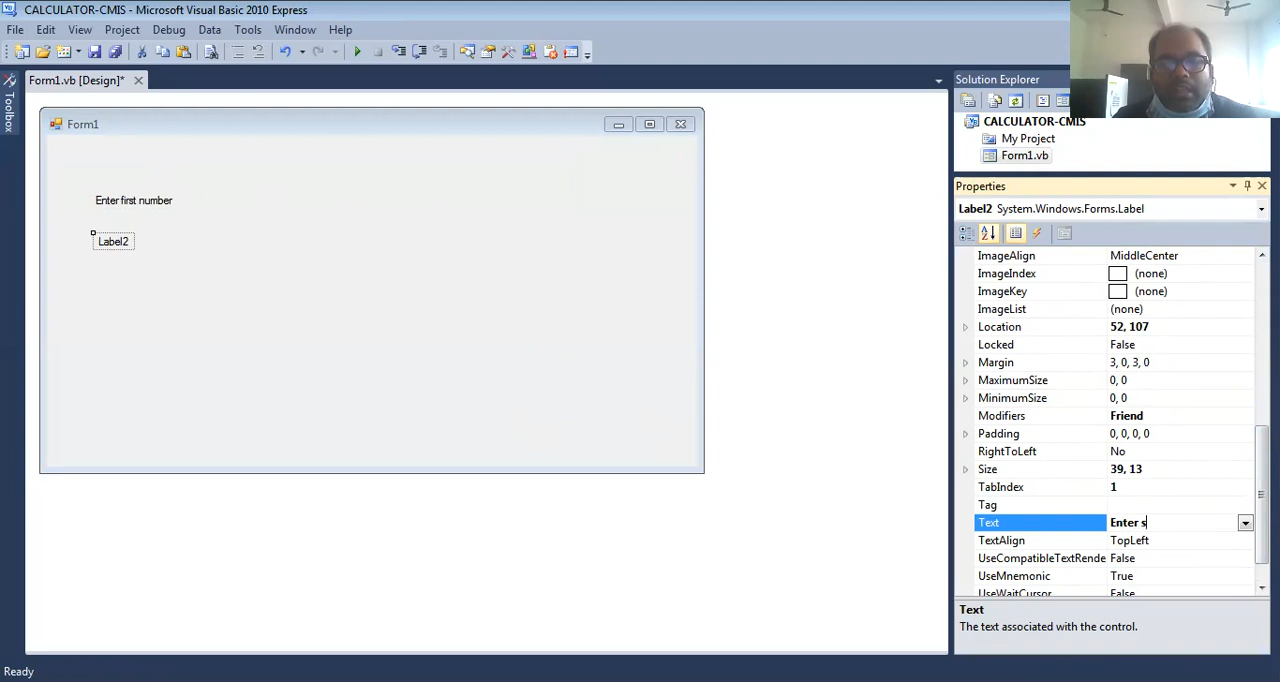 CALCULATOR-CMIS - Microsoft Visual Basic 2010 Express
File Edit View Project Debug Data Tools Window Help
Form1.vb [Design]*
Toolbox
Form1
Enter first number
Label2
Solution Explorer
CALCULATOR-CMIS
My Project
Form1.vb
Properties
Label2 System.Windows.Forms.Label
ImageAlign MiddleCenter
ImageIndex (none)
ImageKey (none)
ImageList (none)
Location 52, 107
Locked False
Margin 3, 0, 3, 0
MaximumSize 0, 0
MinimumSize 0, 0
Modifiers Friend
Padding 0, 0, 0, 0
RightToLeft No
Size 39, 13
TabIndex 1
Tag
Text Enter s
TextAlign TopLeft
UseCompatibleTextRende False
UseMnemonic True
UseWaitCursor False
Text
The text associated with the control.
Ready